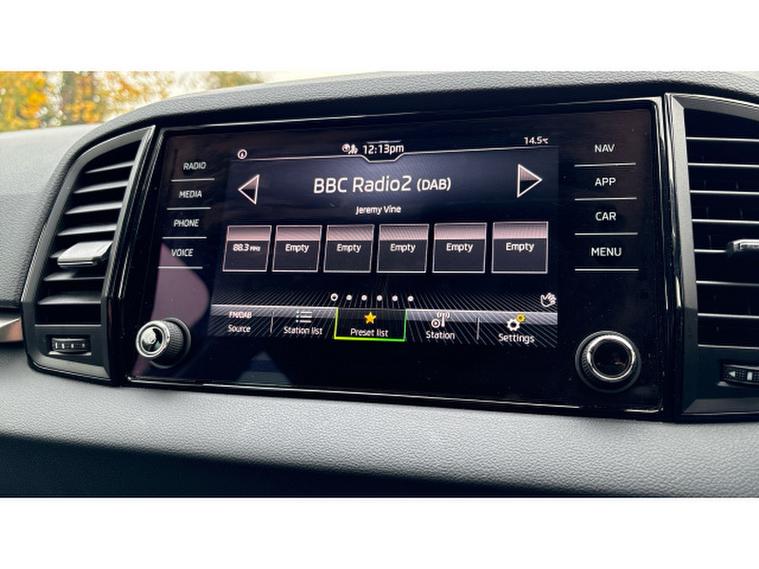 12:13pm
14.5°C
RADIO
MEDIA
PHONE
VOICE
BBC Radio2 (DAB)
Jeremy Vine
88.3 MHz
Empty
Empty
Empty
Empty
Empty
FM/DAB
Source
Station list
Preset list
Station
Settings
NAV
APP
CAR
MENU